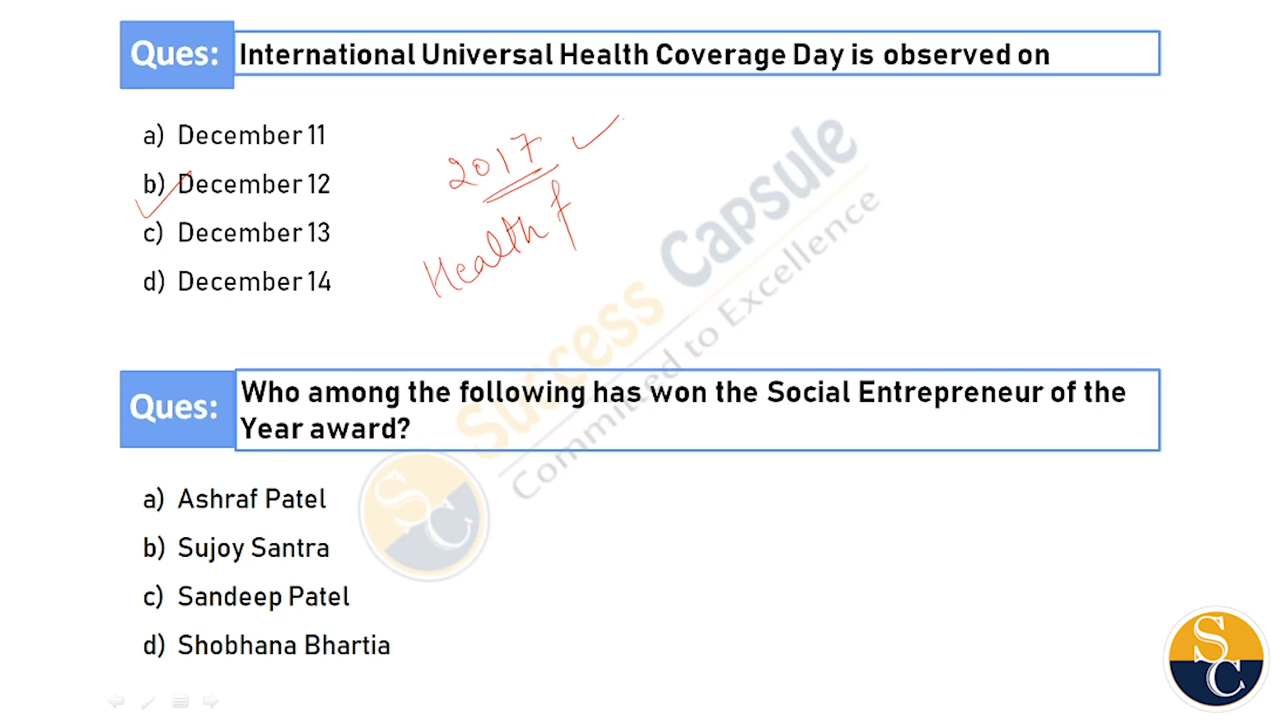 Ques: International Universal Health Coverage Day is observed on
a) December 11
b) December 12
c) December 13
d) December 14
2017
Health f
Success Capsule
Committed to Excellence
SC
Ques: Who among the following has won the Social Entrepreneur of the
Year award?
a) Ashraf Patel
b) Sujoy Santra
c) Sandeep Patel
d) Shobhana Bhartia
SC